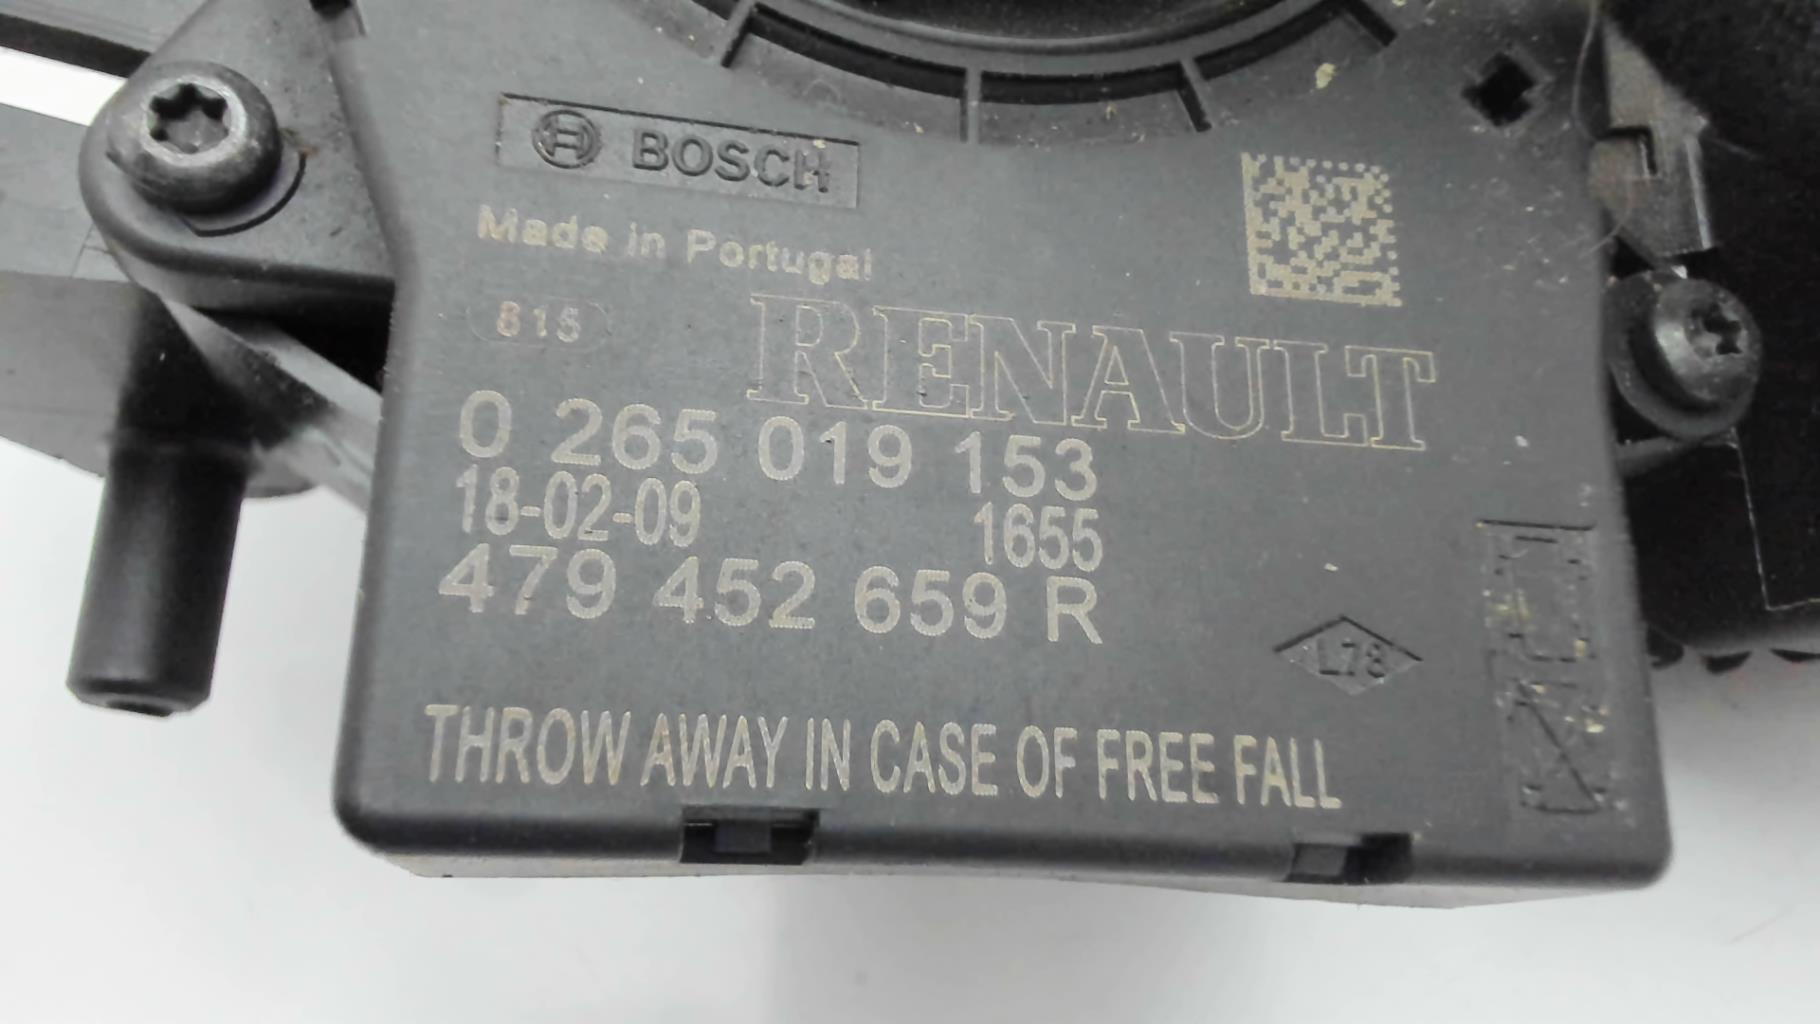 BOSCH
Made in Portugal
815
RENAULT
0 265 019 153
18-02-09 1655
479 452 659 R
L78
THROW AWAY IN CASE OF FREE FALL